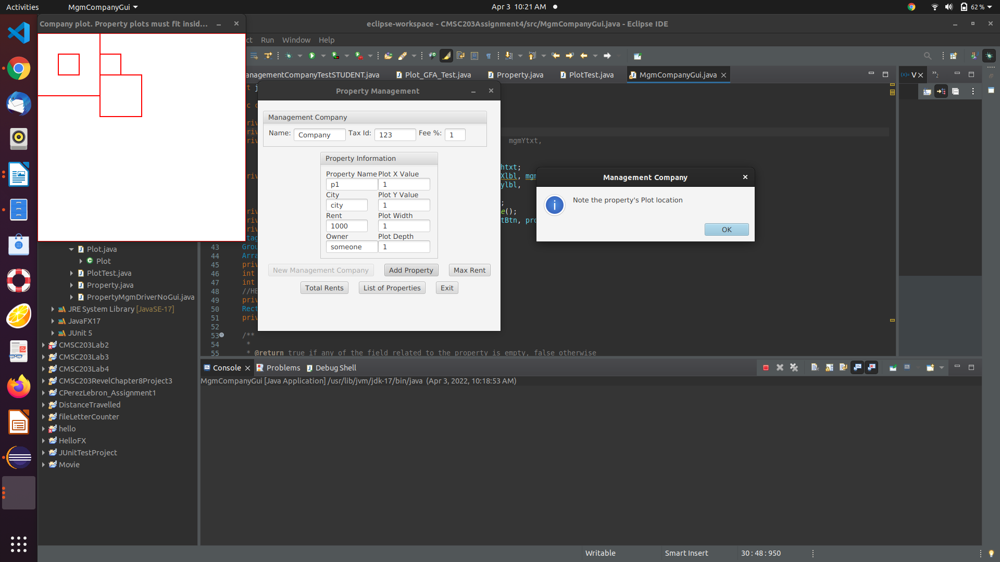 Activities
MgmCompanyGui
Apr 3 10:21 AM
62 %
Company plot. Property plots must fit insid...
eclipse-workspace - CMSC203Assignment4/src/MgmCompanyGui.java - Eclipse IDE
ct Run Window Help
anagementCompanyTestSTUDENT.java
Plot_GFA_Test.java
Property.java
PlotTest.java
MgmCompanyGui.java
V
Property Management
Management Company
Name: Company Tax Id: 123 Fee %: 1
Property Information
Property Name Plot X Value
p1 1
City Plot Y Value
city 1
Rent Plot Width
1000 1
Owner Plot Depth
someone 1
New Management Company Add Property Max Rent
Total Rents List of Properties Exit
Management Company
Note the property's Plot location
OK
t j
c c
riv
riv
riv mgmYtxt,
htxt;
riv Xlbl, mgm
ylbl,
;
riv e();
riv tBtn, pro
riv
tag
43 Grou
44 Arra
45 priv
46 int
47 int
48 //HE
49 priv
50 Rect
51 priv
52
53 /**
54 *
55 * @return true if any of the field related to the property is empty, false otherwise
Plot.java
Plot
PlotTest.java
Property.java
PropertyMgmDriverNoGui.java
JRE System Library [JavaSE-17]
JavaFX17
JUnit 5
CMSC203Lab2
CMSC203Lab3
CMSC203Lab4
CMSC203RevelChapter8Project3
CPerezLebron_Assignment1
DistanceTravelled
fileLetterCounter
hello
HelloFX
JUnitTestProject
Movie
Console Problems Debug Shell
MgmCompanyGui [Java Application] /usr/lib/jvm/jdk-17/bin/java (Apr 3, 2022, 10:18:53 AM)
Writable Smart Insert 30 : 48 : 950